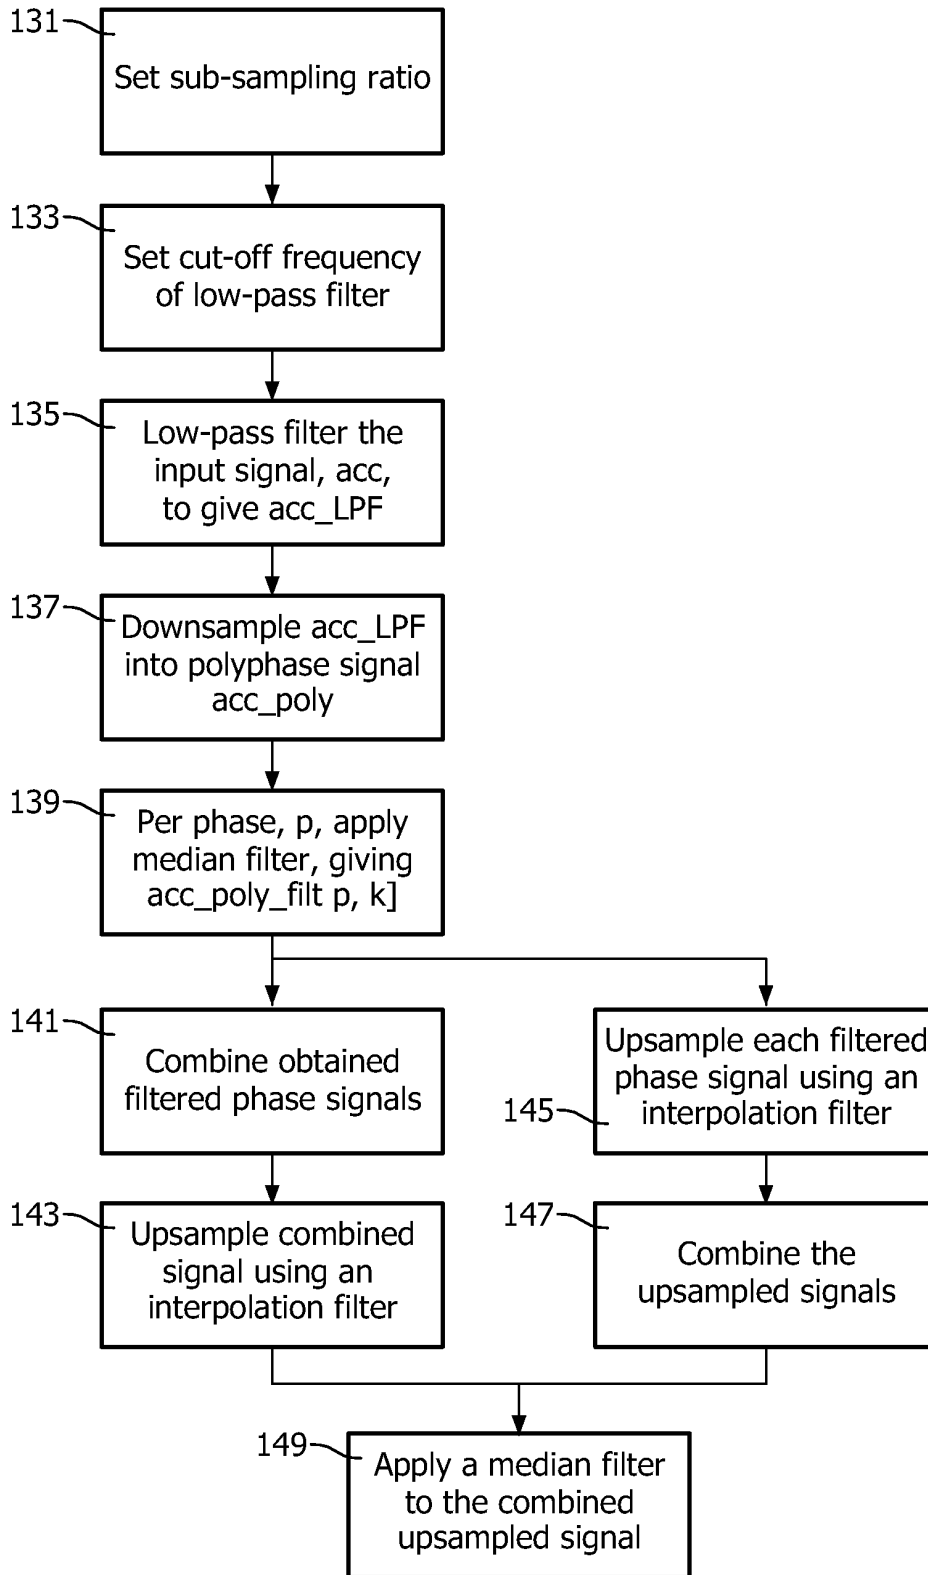 131
Set sub-sampling ratio
133
Set cut-off frequency
of low-pass filter
135
Low-pass filter the
input signal, acc,
to give acc_LPF
137
Downsample acc_LPF
into polyphase signal
acc_poly
139
Per phase, p, apply
median filter, giving
acc_poly_filt p, k]
141
Combine obtained
filtered phase signals
143
Upsample combined
signal using an
interpolation filter
Upsample each filtered
phase signal using an
interpolation filter
145
147
Combine the
upsampled signals
149
Apply a median filter
to the combined
upsampled signal